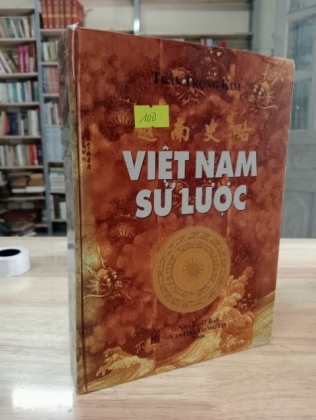 TRẦN TRỌNG KIM
100
越南史略
VIỆT NAM
SỬ LƯỢC